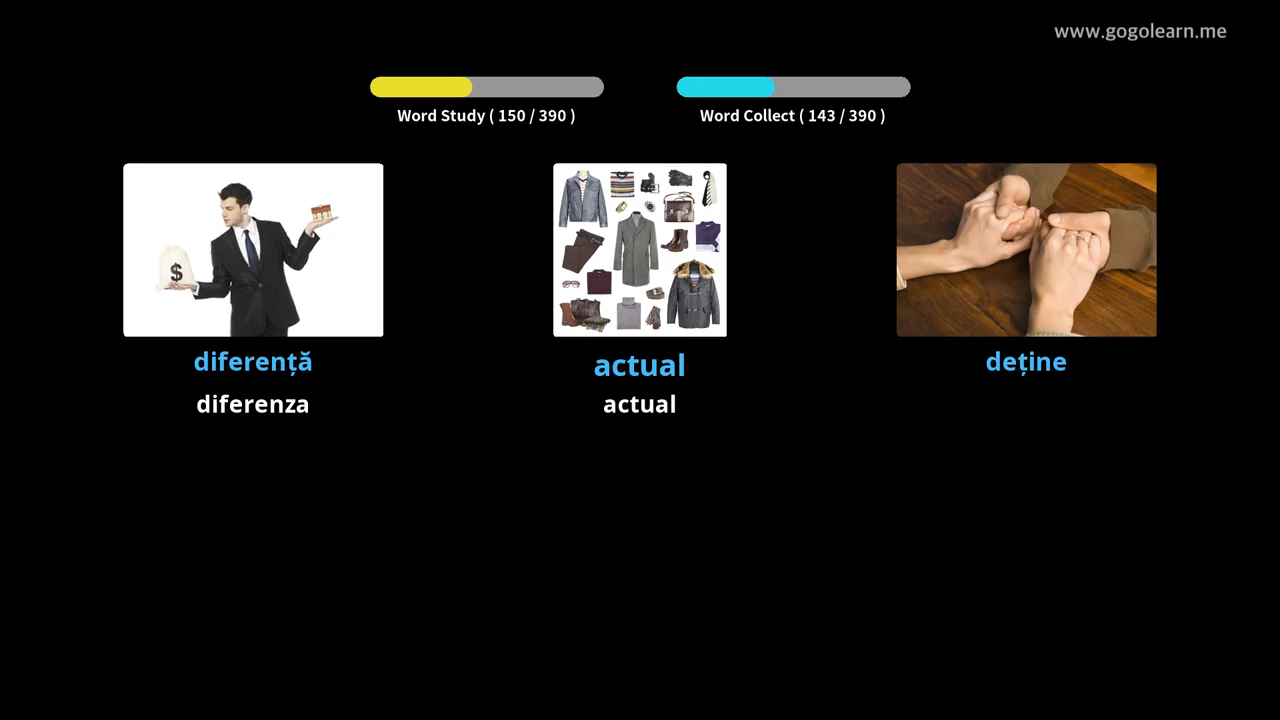 www.gogolearn.me
Word Study ( 150 / 390 )
Word Collect ( 143 / 390 )
$
diferență
actual
deține
diferenza
actual